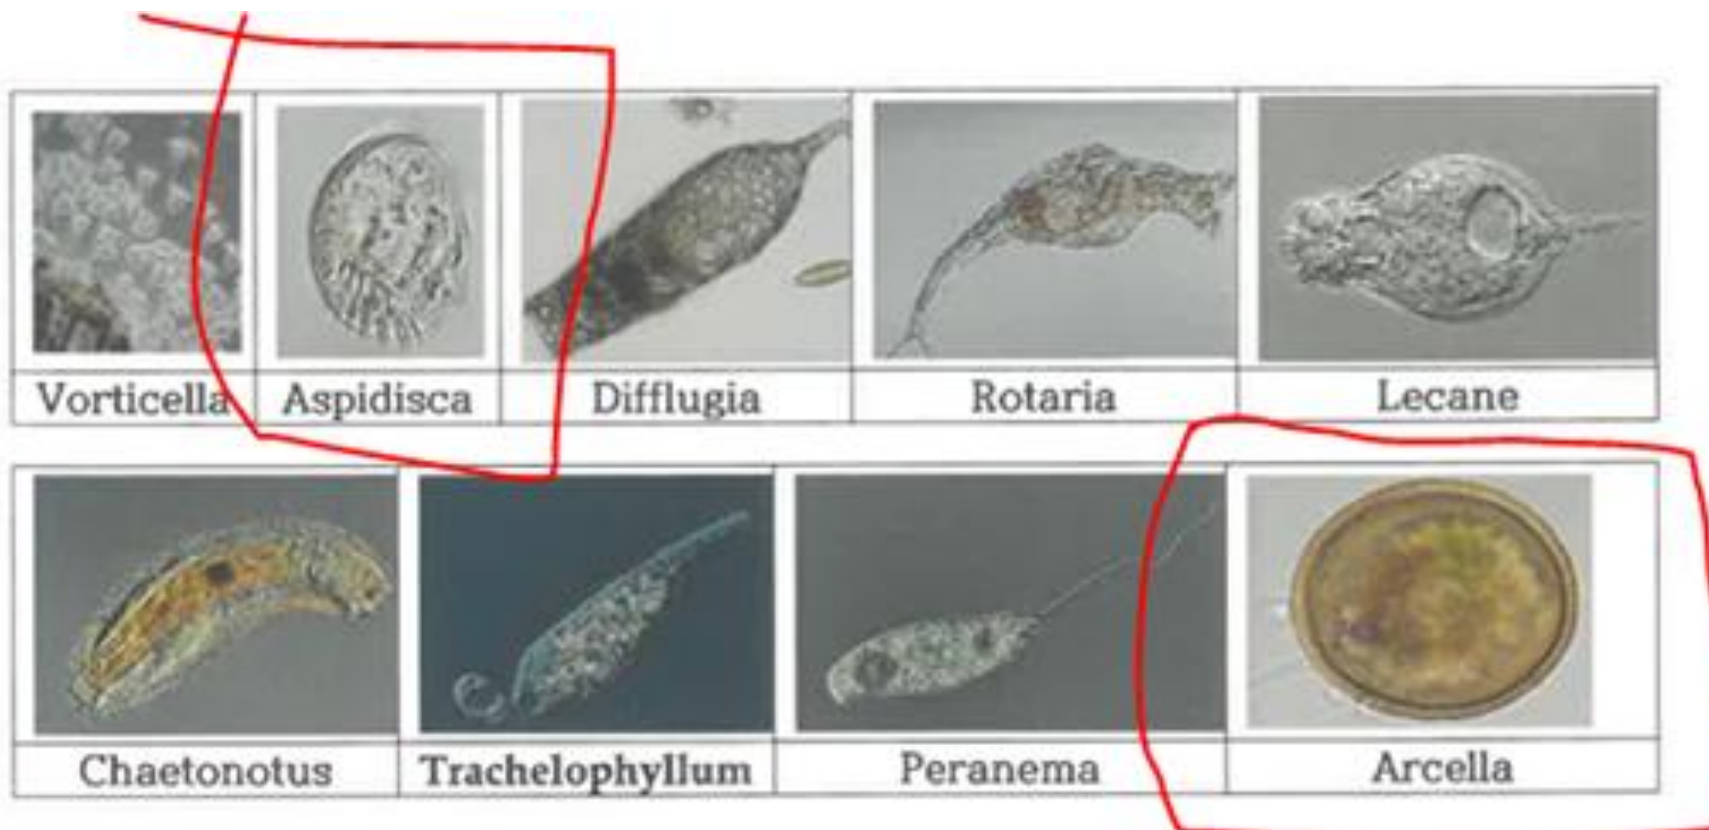 Vorticella Aspidisca Difflugia Rotaria Lecane
Chaetonotus Trachelophyllum Peranema Arcella